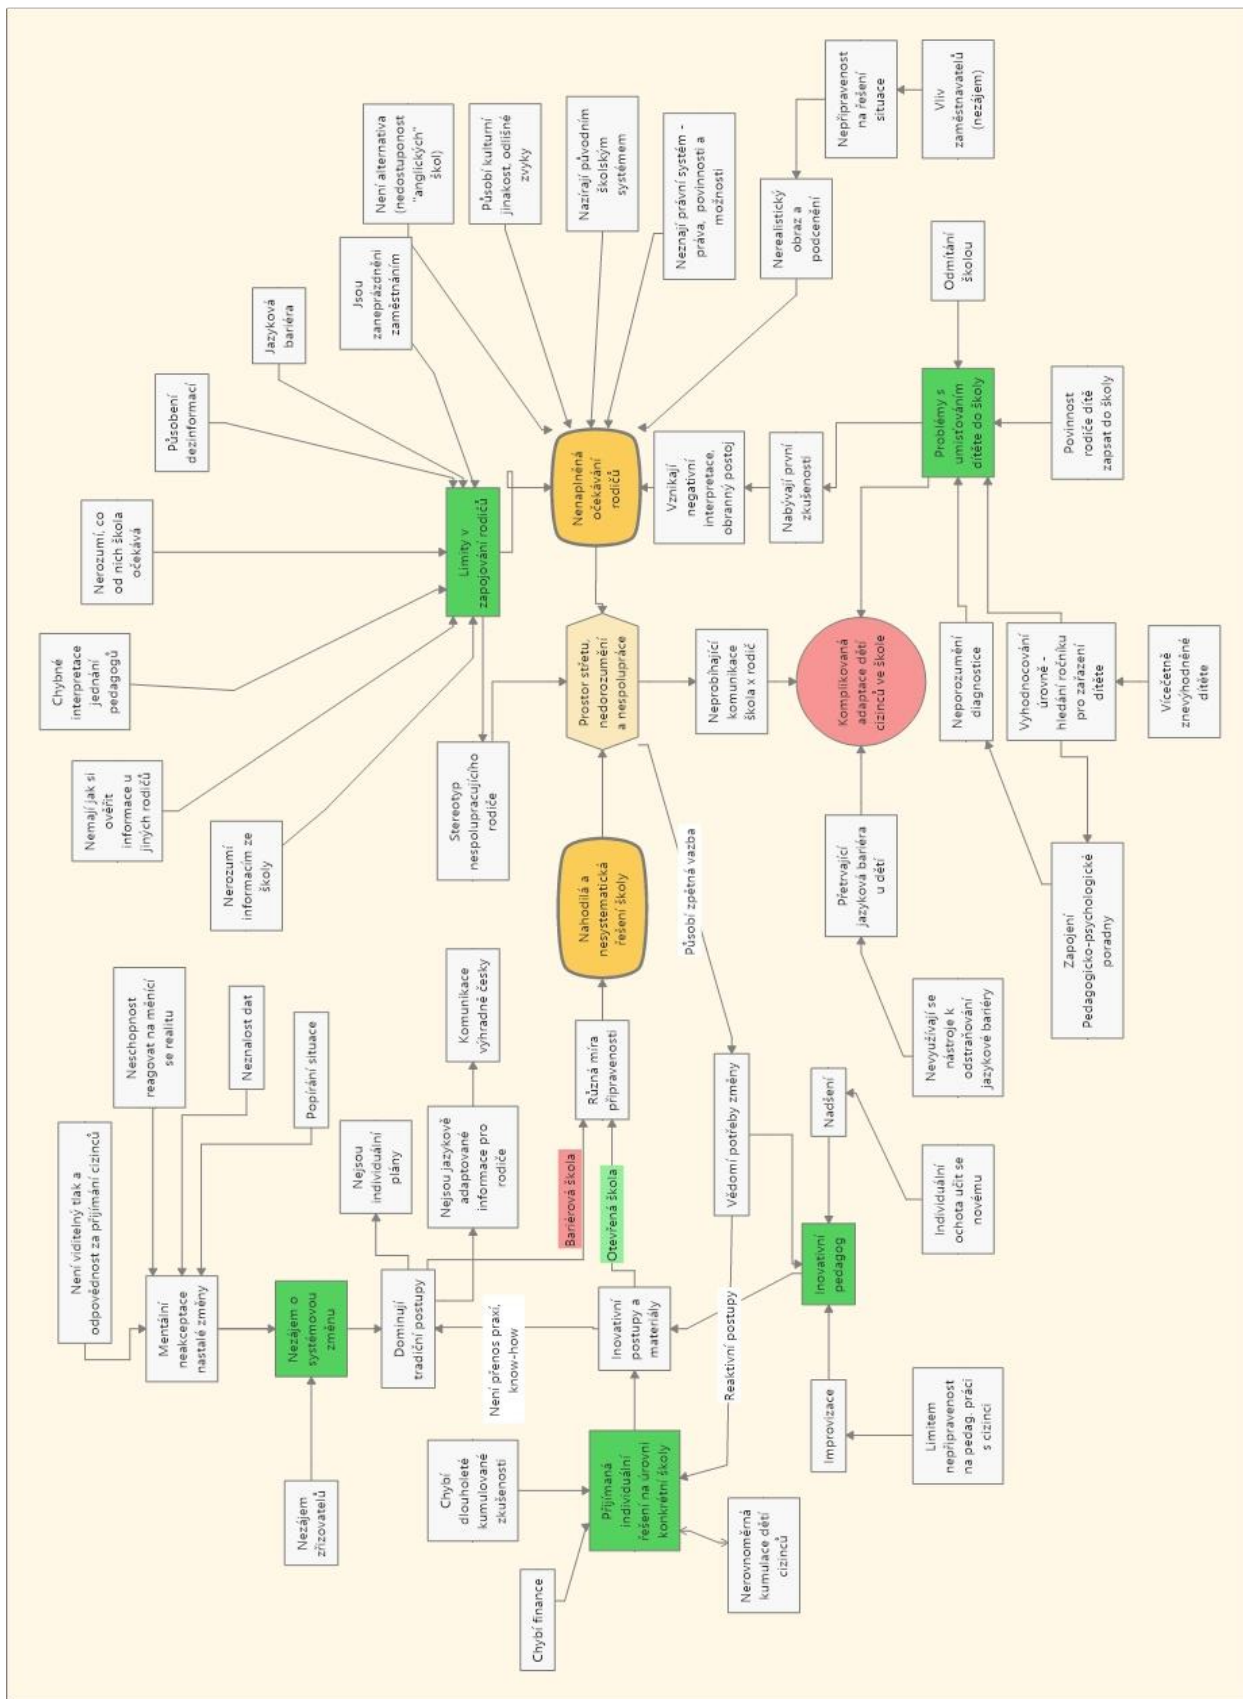 Není viditelný tlak a
odpovědnost za přijímání cizinců
Neschopnost
reagovat na měnící
se realitu
Nemají jak si
ověřit
informace u
jiných rodičů
Chybné
interpretace
jednání
pedagogů
Nerozumí, co
od nich škola
očekává
Působení
dezinformací
Mentální
neakceptace
nastalé změny
Neznalost dat
Nerozumí
informacím ze
školy
Jazyková
bariéra
Nezájem
zřizovatelů
Nezájem o
systémovou
změnu
Popírání situace
Jsou
zaneprázdněni
zaměstnáním
Není alternativa
(nedostuponost
"anglických"
škol)
Nejsou
individuální
plány
Dominují
tradiční postupy
Chybí
dlouholeté
kumulované
zkušenosti
Není přenos praxí,
know-how
Nejsou jazykově
adaptované
informace pro
rodiče
Komunikace
výhradně česky
Stereotyp
nespolupracujícího
rodiče
Limity v
zapojování rodičů
Působí kulturní
jinakost, odlišné
zvyky
Chybí finance
Přijímaná
individuální
řešení na úrovni
konkrétní školy
Inovativní
postupy a
materiály
Bariérová škola
Otevřená škola
Různá míra
připravenosti
Nahodilá a
nesystematická
řešení školy
Prostor střetu,
nedorozumění
a nespolupráce
Nenaplněná
očekávání
rodičů
Nazírají původním
školským
systémem
Nerovnoměrná
kumulace dětí
cizinců
Reaktivní postupy
Vědomí potřeby změny
Působí zpětná vazba
Neprobíhající
komunikace
škola x rodič
Vznikají
negativní
interpretace,
obranný postoj
Neznají právní systém -
práva, povinnosti a
možnosti
Improvizace
Inovativní
pedagog
Nadšení
Přetrvávající
jazyková bariéra
u dětí
Komplikovaná
adaptace dětí
cizinců ve škole
Nabývají první
zkušenosti
Nerealistický
obraz a
podcenění
Nepřipravenost
na řešení
situace
Limitem
nepřipravenost
na pedag. práci
s cizinci
Individuální
ochota učit se
novému
Nevyužívají se
nástroje k
odstraňování
jazykové bariéry
Neporozumění
diagnostice
Problémy s
umisťováním
dítěte do školy
Odmítání
školou
Vliv
zaměstnavatelů
(nezájem)
Zapojení
Pedagogicko-psychologické
poradny
Vyhodnocování
úrovně -
hledání ročníku
pro zařazení
dítěte
Povinnost
rodiče dítě
zapsat do školy
Vícečetně
znevýhodněné
dítěte